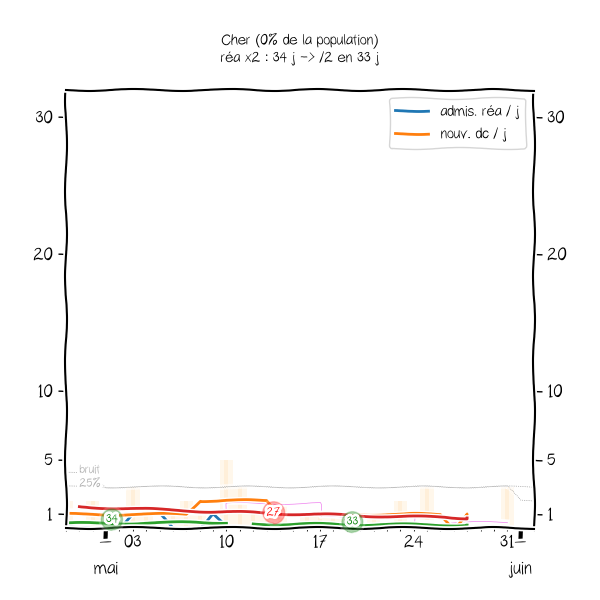 Cher (0% de la population)
réa x2 : 34 j -> /2 en 33 j
admis. réa / j
nouv. dc / j
30
30
20
20
10
10
5
5
bruit
25%
1
1
34
27
33
03
10
17
24
31
mai
juin